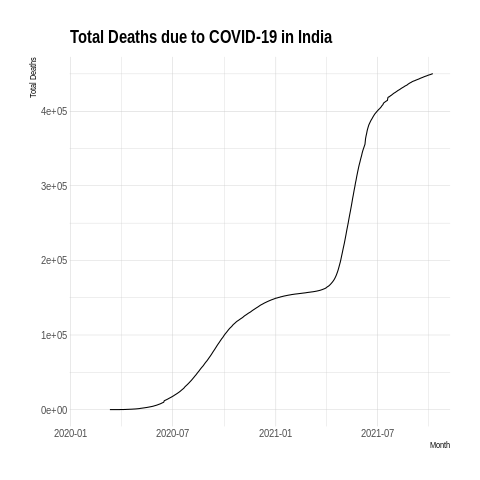 Total Deaths due to COVID-19 in India
Total Deaths
4e+05
3e+05
2e+05
1e+05
0e+00
2020-01 2020-07 2021-01 2021-07
Month